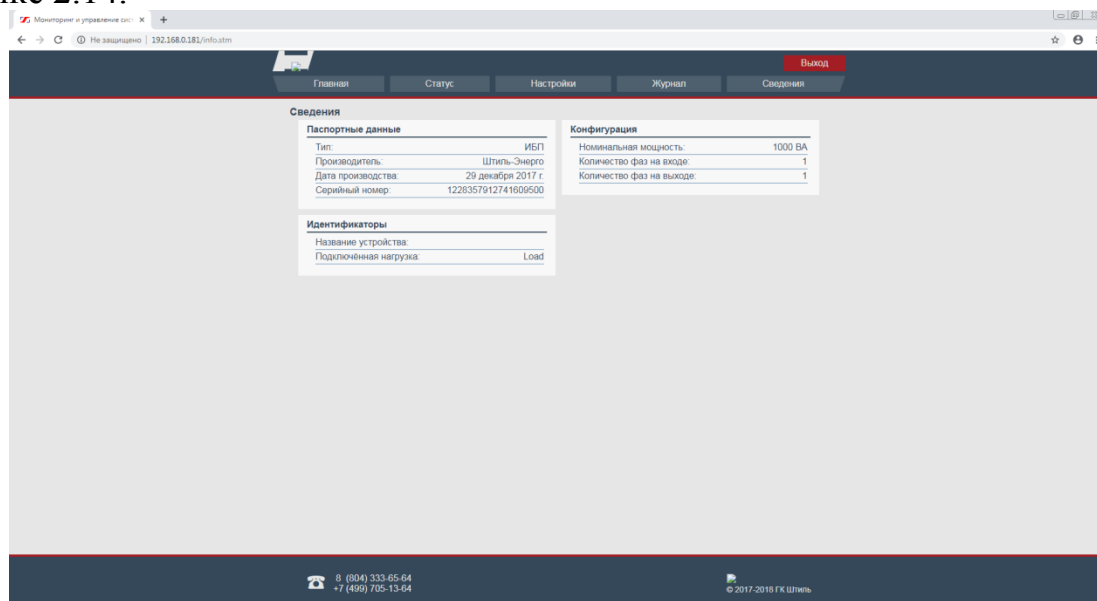 2.14.
Мониторинг и управление сист
Не защищено | 192.168.0.181/info.stm
Выход
Главная Статус Настройки Журнал Сведения
Сведения
Паспортные данные
Тип: ИБП
Производитель: Штиль-Энерго
Дата производства: 29 декабря 2017 г.
Серийный номер: 1228357912741609500
Конфигурация
Номинальная мощность: 1000 ВА
Количество фаз на входе: 1
Количество фаз на выходе: 1
Идентификаторы
Название устройства:
Подключённая нагрузка: Load
8 (804) 333-65-64
+7 (499) 705-13-64
© 2017-2018 ГК Штиль